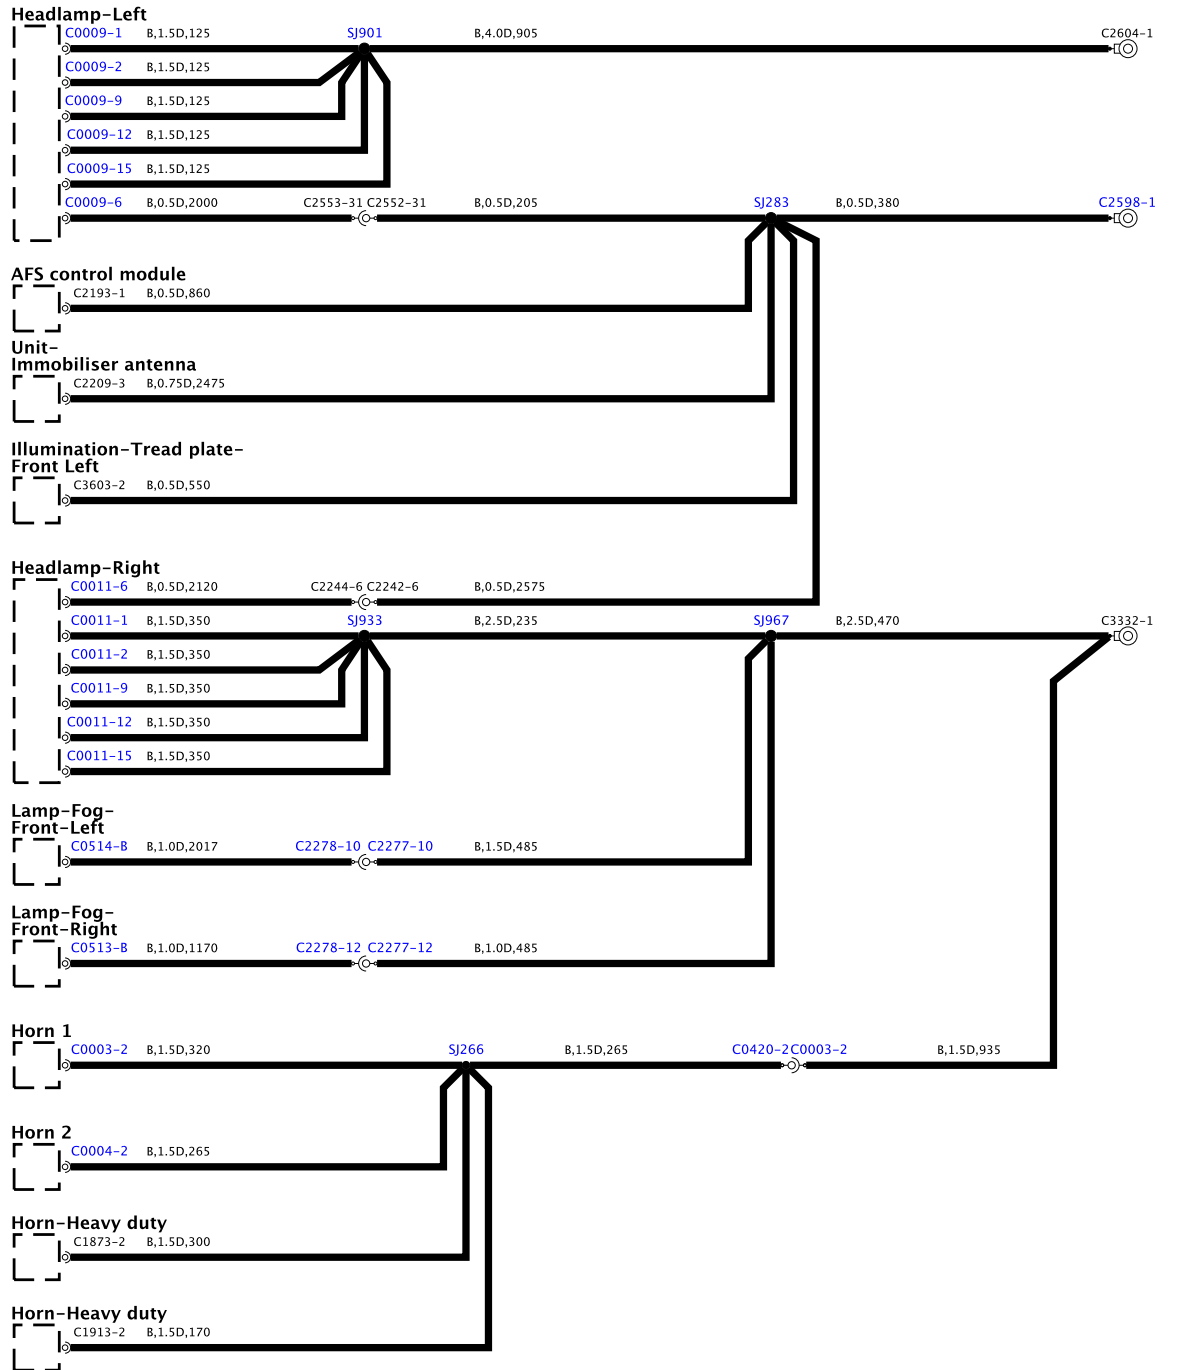 Headlamp-Left
C0009-1 B,1.5D,125 SJ901 B,4.0D,905 C2604-1
C0009-2 B,1.5D,125
C0009-9 B,1.5D,125
C0009-12 B,1.5D,125
C0009-15 B,1.5D,125
C0009-6 B,0.5D,2000 C2553-31 C2552-31 B,0.5D,205 SJ283 B,0.5D,380 C2598-1
AFS control module
C2193-1 B,0.5D,860
Unit-
Immobiliser antenna
C2209-3 B,0.75D,2475
Illumination-Tread plate-
Front Left
C3603-2 B,0.5D,550
Headlamp-Right
C0011-6 B,0.5D,2120 C2244-6 C2242-6 B,0.5D,2575
C0011-1 B,1.5D,350 SJ933 B,2.5D,235 SJ967 B,2.5D,470 C3332-1
C0011-2 B,1.5D,350
C0011-9 B,1.5D,350
C0011-12 B,1.5D,350
C0011-15 B,1.5D,350
Lamp-Fog-
Front-Left
C0514-B B,1.0D,2017 C2278-10 C2277-10 B,1.5D,485
Lamp-Fog-
Front-Right
C0513-B B,1.0D,1170 C2278-12 C2277-12 B,1.0D,485
Horn 1
C0003-2 B,1.5D,320 SJ266 B,1.5D,265 C0420-2 C0003-2 B,1.5D,935
Horn 2
C0004-2 B,1.5D,265
Horn-Heavy duty
C1873-2 B,1.5D,300
Horn-Heavy duty
C1913-2 B,1.5D,170